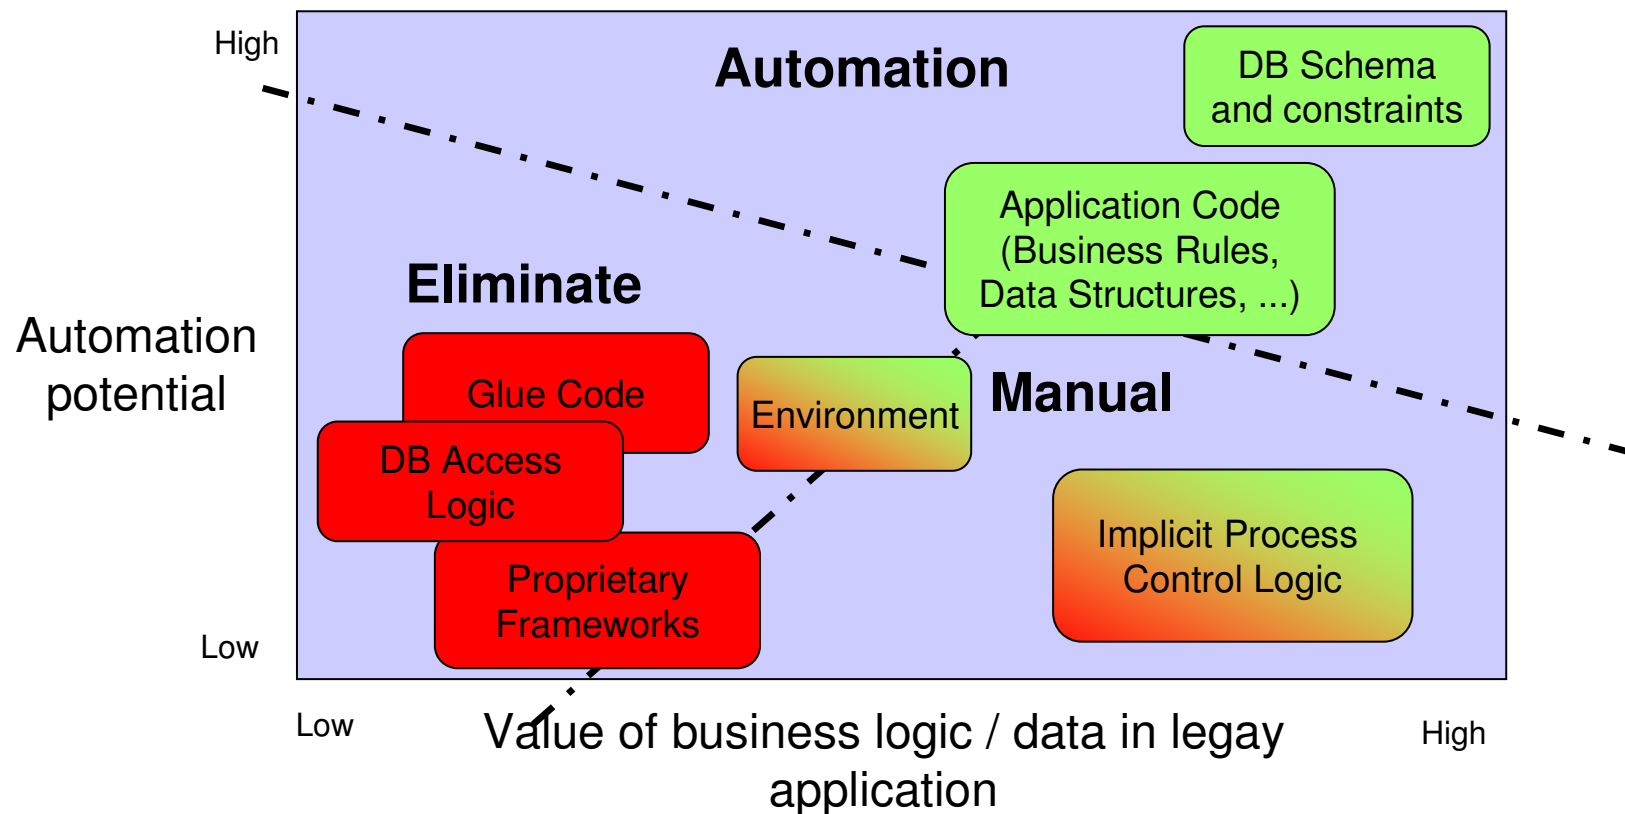 High
Automation
DB Schema
and constraints
Application Code
(Business Rules,
Data Structures, ...)
Eliminate
Automation
potential
Glue Code
Environment
Manual
DB Access
Logic
Implicit Process
Control Logic
Proprietary
Frameworks
Low
Low
Value of business logic / data in legay
application
High